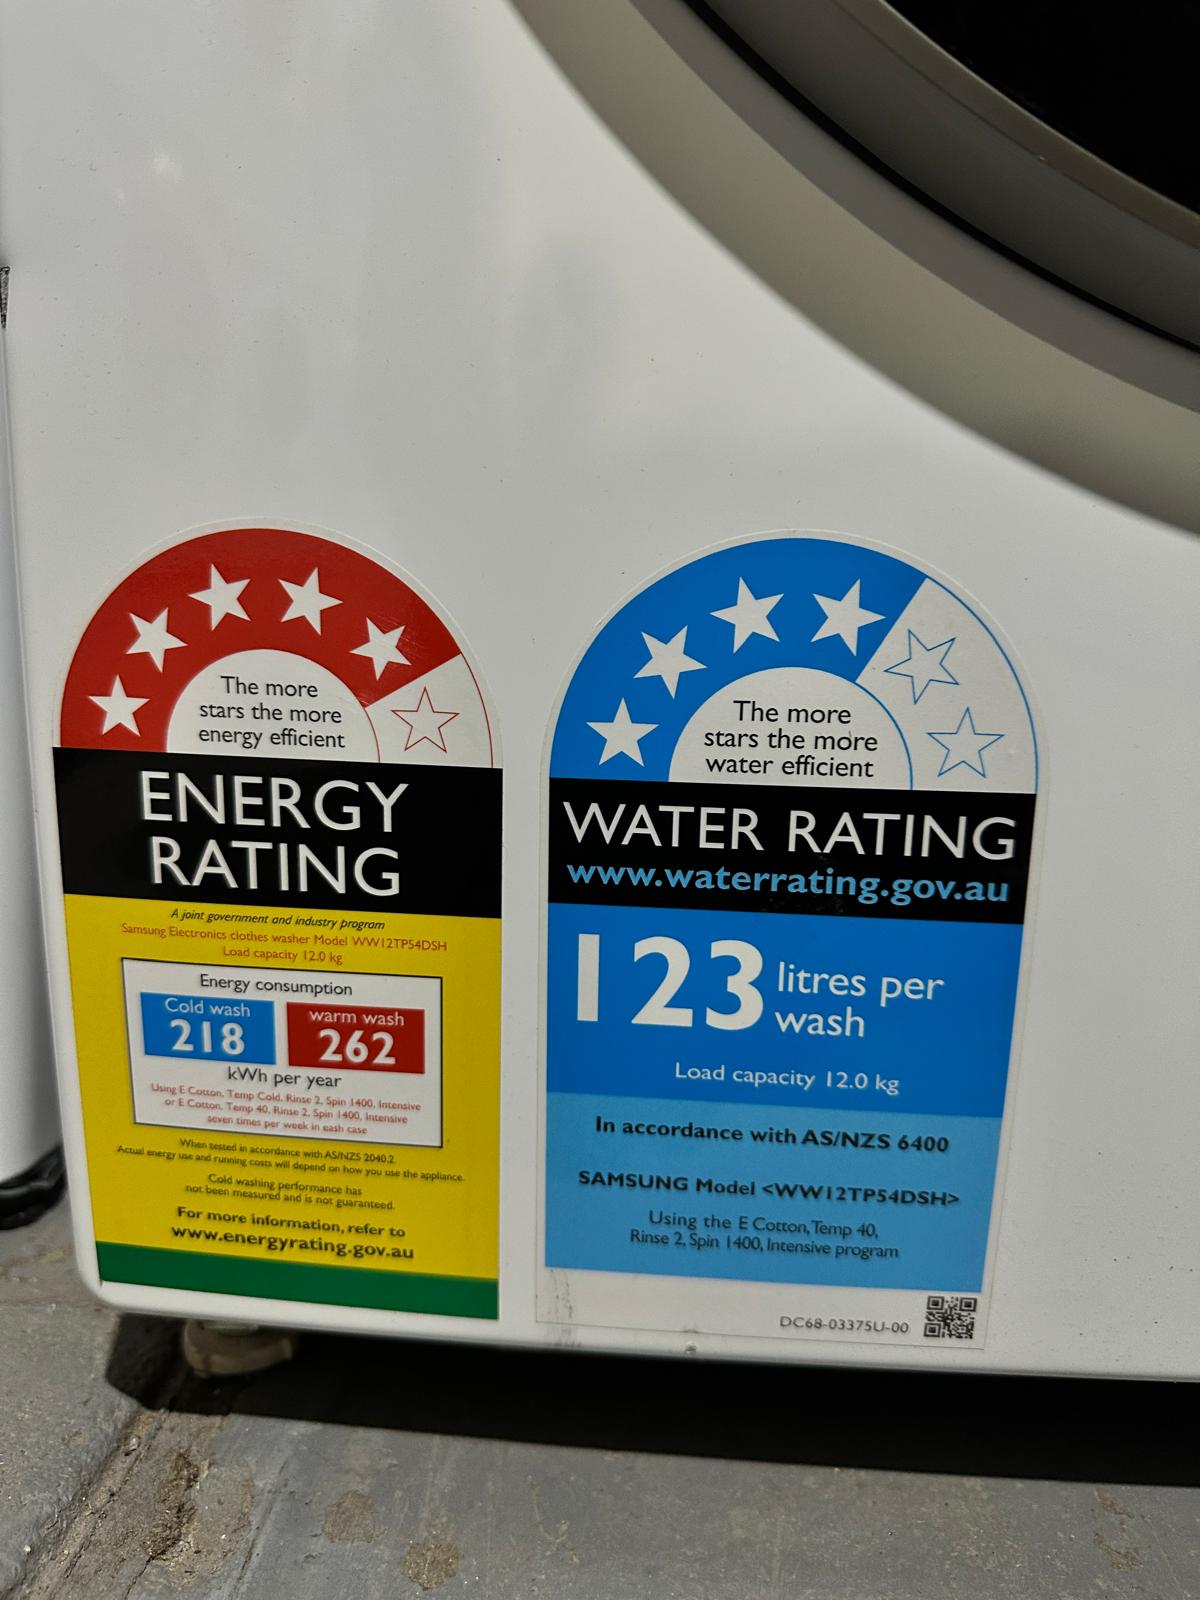 The more
stars the more
energy efficient
ENERGY
RATING
A joint government and industry program
Samsung Electronics clothes washer Model WW12TP54DSH
Load capacity 12.0 kg
Energy consumption
Cold wash
218
warm wash
262
kWh per year
Using E Cotton, Temp Cold, Rinse 2, Spin 1400, Intensive
or E Cotton, Temp 40, Rinse 2, Spin 1400, Intensive
seven times per week in eash case
When tested in accordance with AS/NZS 2040.2.
Actual energy use and running costs will depend on how you use the appliance.
Cold washing performance has
not been measured and is not guaranteed.
For more information, refer to
www.energyrating.gov.au
The more
stars the more
water efficient
WATER RATING
www.waterrating.gov.au
123 litres per
wash
Load capacity 12.0 kg
In accordance with AS/NZS 6400
SAMSUNG Model <WW12TP54DSH>
Using the E Cotton, Temp 40,
Rinse 2, Spin 1400, Intensive program
DC68-03375U-00